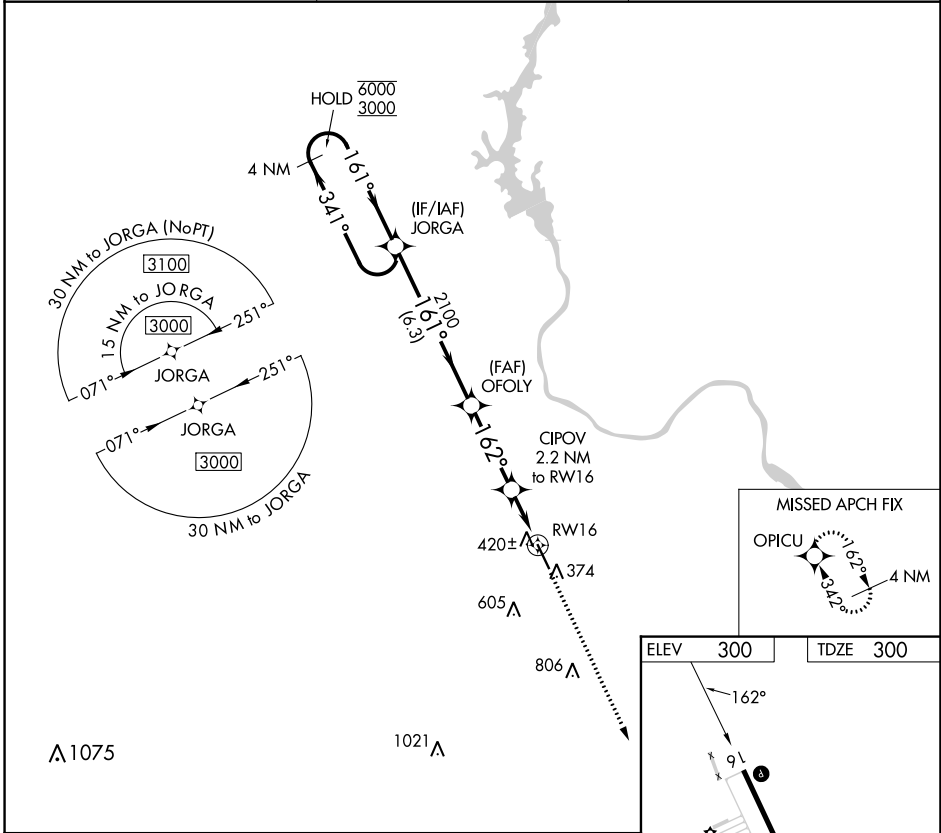 HOLD 6000
3000
4 NM
161°
341°
(IF/IAF)
JORGA
30 NM to JORGA (NoPT)
3100
15 NM to JORGA
3000
071°
251°
JORGA
2100
161°
(6.3)
071°
251°
JORGA
3000
30 NM to JORGA
(FAF)
OFOLY
162°
CIPOV
2.2 NM
to RW16
RW16
420±
374
605
806
1021
1075
MISSED APCH FIX
OPICU
162°
342°
4 NM
ELEV 300
TDZE 300
162°
x
x
16
P